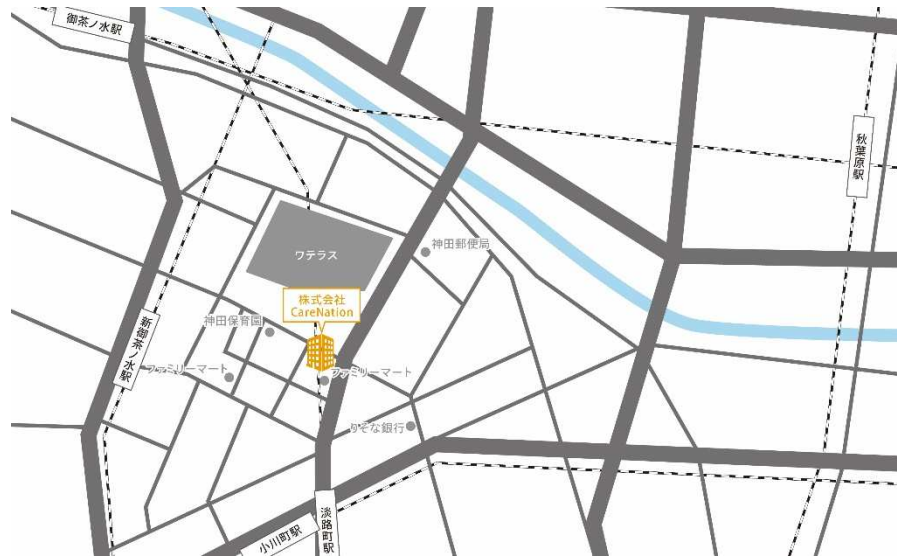 御茶ノ水駅
秋葉原駅
神田郵便局
ワテラス
株式会社
CareNation
神田保育園
新御茶ノ水駅
ファミリーマート
ファミリーマート
りそな銀行
淡路町駅
小川町駅